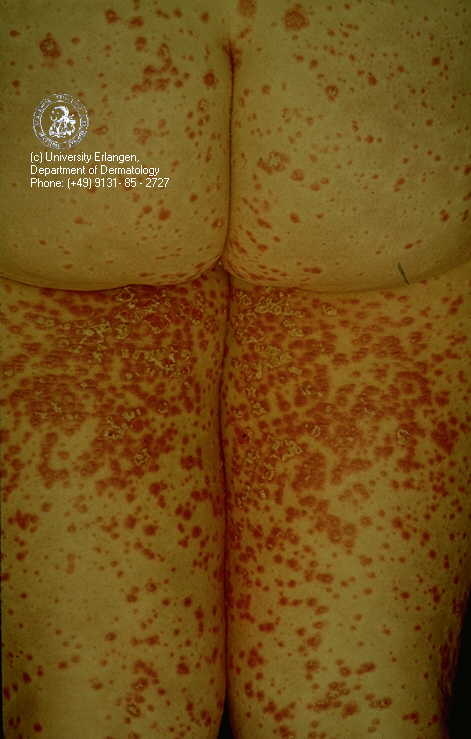 (c) University Erlangen,
Department of Dermatology
Phone: (+49) 9131- 85 - 2727